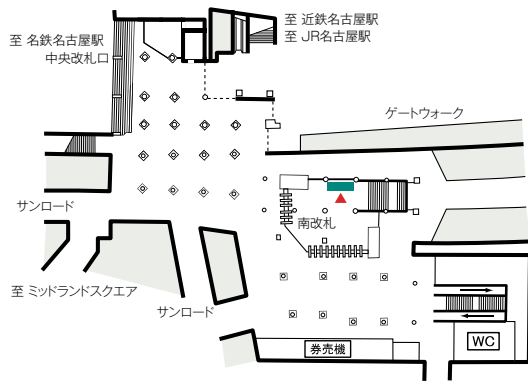 至 近鉄名古屋駅
至 JR名古屋駅
至 名鉄名古屋駅
中央改札口
ゲートウォーク
サンロード
南改札
至 ミッドランドスクエア
サンロード
券売機
WC